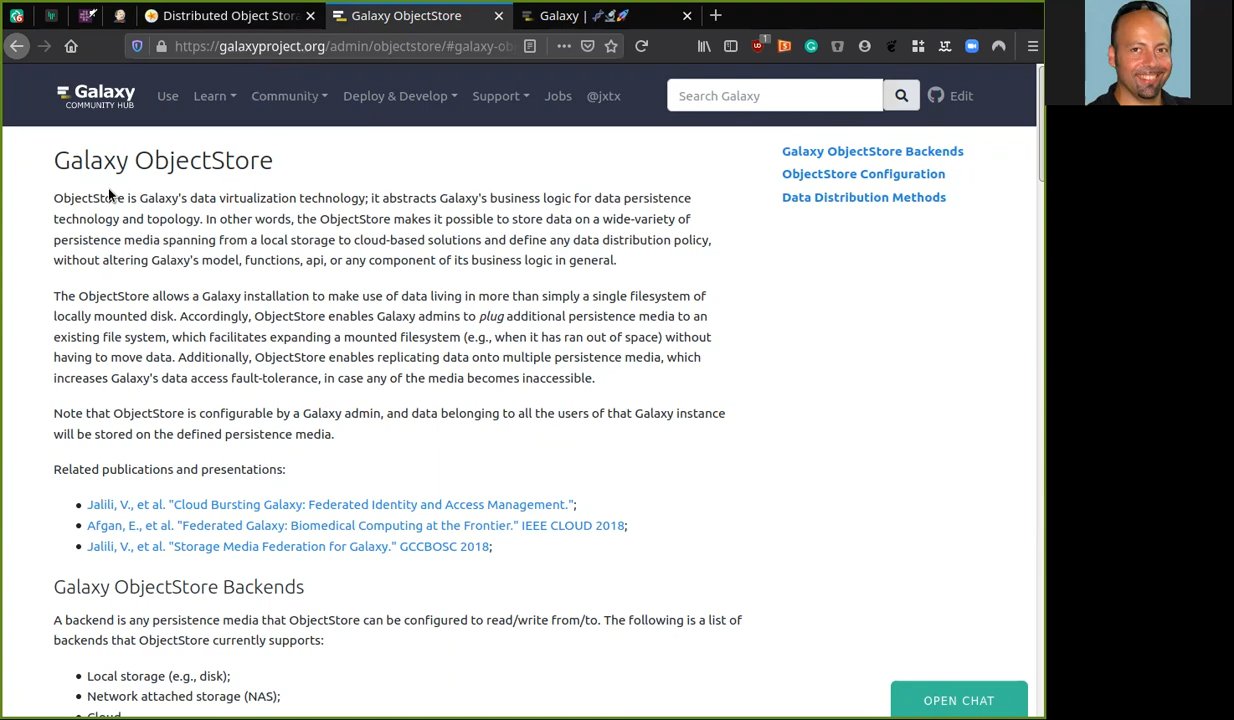 Distributed Object Stora
Galaxy ObjectStore
Galaxy |
https://galaxyproject.org/admin/objectstore/#galaxy-ob
1
Galaxy
COMMUNITY HUB
Use
Learn
Community
Deploy & Develop
Support
Jobs
@jxtx
Search Galaxy
Edit
Galaxy ObjectStore
ObjectStore is Galaxy's data virtualization technology; it abstracts Galaxy's business logic for data persistence
technology and topology. In other words, the ObjectStore makes it possible to store data on a wide-variety of
persistence media spanning from a local storage to cloud-based solutions and define any data distribution policy,
without altering Galaxy's model, functions, api, or any component of its business logic in general.
The ObjectStore allows a Galaxy installation to make use of data living in more than simply a single filesystem of
locally mounted disk. Accordingly, ObjectStore enables Galaxy admins to plug additional persistence media to an
existing file system, which facilitates expanding a mounted filesystem (e.g., when it has ran out of space) without
having to move data. Additionally, ObjectStore enables replicating data onto multiple persistence media, which
increases Galaxy's data access fault-tolerance, in case any of the media becomes inaccessible.
Note that ObjectStore is configurable by a Galaxy admin, and data belonging to all the users of that Galaxy instance
will be stored on the defined persistence media.
Related publications and presentations:
Jalili, V., et al. "Cloud Bursting Galaxy: Federated Identity and Access Management.";
Afgan, E., et al. "Federated Galaxy: Biomedical Computing at the Frontier." IEEE CLOUD 2018;
Jalili, V., et al. "Storage Media Federation for Galaxy." GCCBOSC 2018;
Galaxy ObjectStore Backends
A backend is any persistence media that ObjectStore can be configured to read/write from/to. The following is a list of
backends that ObjectStore currently supports:
Local storage (e.g., disk);
Network attached storage (NAS);
Cloud
Galaxy ObjectStore Backends
ObjectStore Configuration
Data Distribution Methods
OPEN CHAT